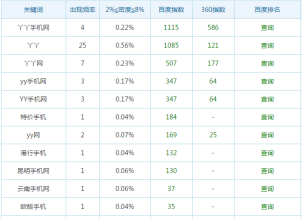 关键词 出现频率 2%≤密度≤8% 百度指数 360指数 百度排名
丫丫手机网 4 0.22% 1115 586 查询
丫丫 25 0.56% 1085 121 查询
丫丫网 7 0.23% 507 177 查询
yy手机网 3 0.17% 347 64 查询
YY手机网 3 0.17% 347 64 查询
特价手机 1 0.04% 184 - 查询
yy网 2 0.07% 169 25 查询
港行手机 1 0.04% 132 - 查询
昆明手机网 1 0.06% 130 - 查询
云南手机网 1 0.06% 37 - 查询
欧版手机 1 0.04% 35 - 查询